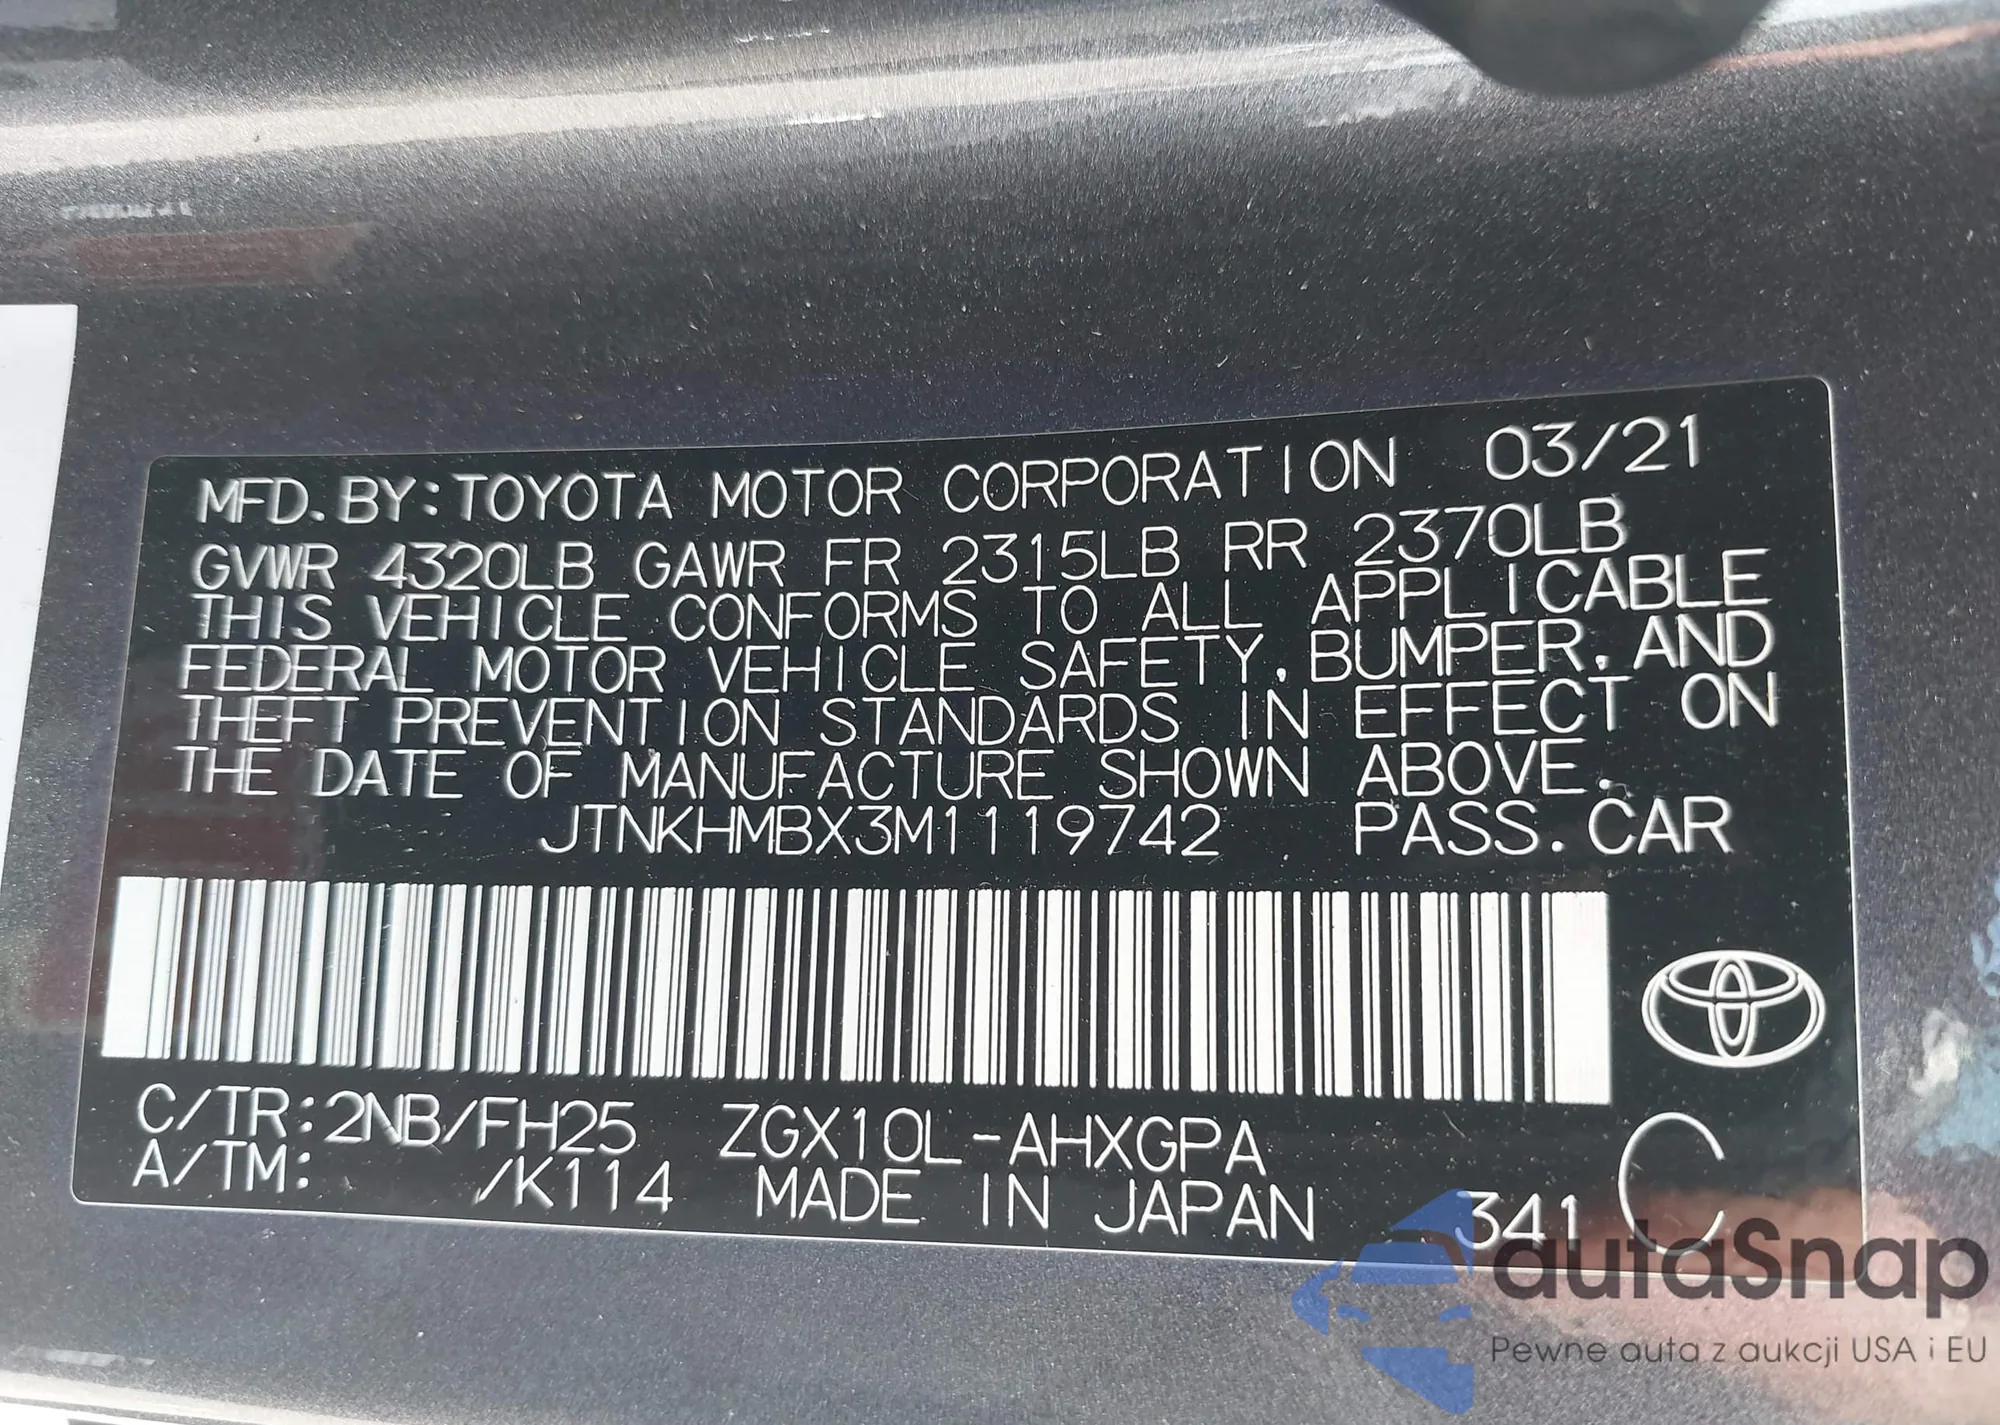 MFD.BY:TOYOTA MOTOR CORPORATION 03/21
GVWR 4320LB GAWR FR 2315LB RR 2370LB
THIS VEHICLE CONFORMS TO ALL APPLICABLE
FEDERAL MOTOR VEHICLE SAFETY,BUMPER,AND
THEFT PREVENTION STANDARDS IN EFFECT ON
THE DATE OF MANUFACTURE SHOWN ABOVE.
JTNKHMBX3M1119742 PASS.CAR
C/TR:2NB/FH25 ZGX10L-AHXGPA C
A/TM: /K114 MADE IN JAPAN 341
autaSnap
Pewne auta z aukcji USA i EU